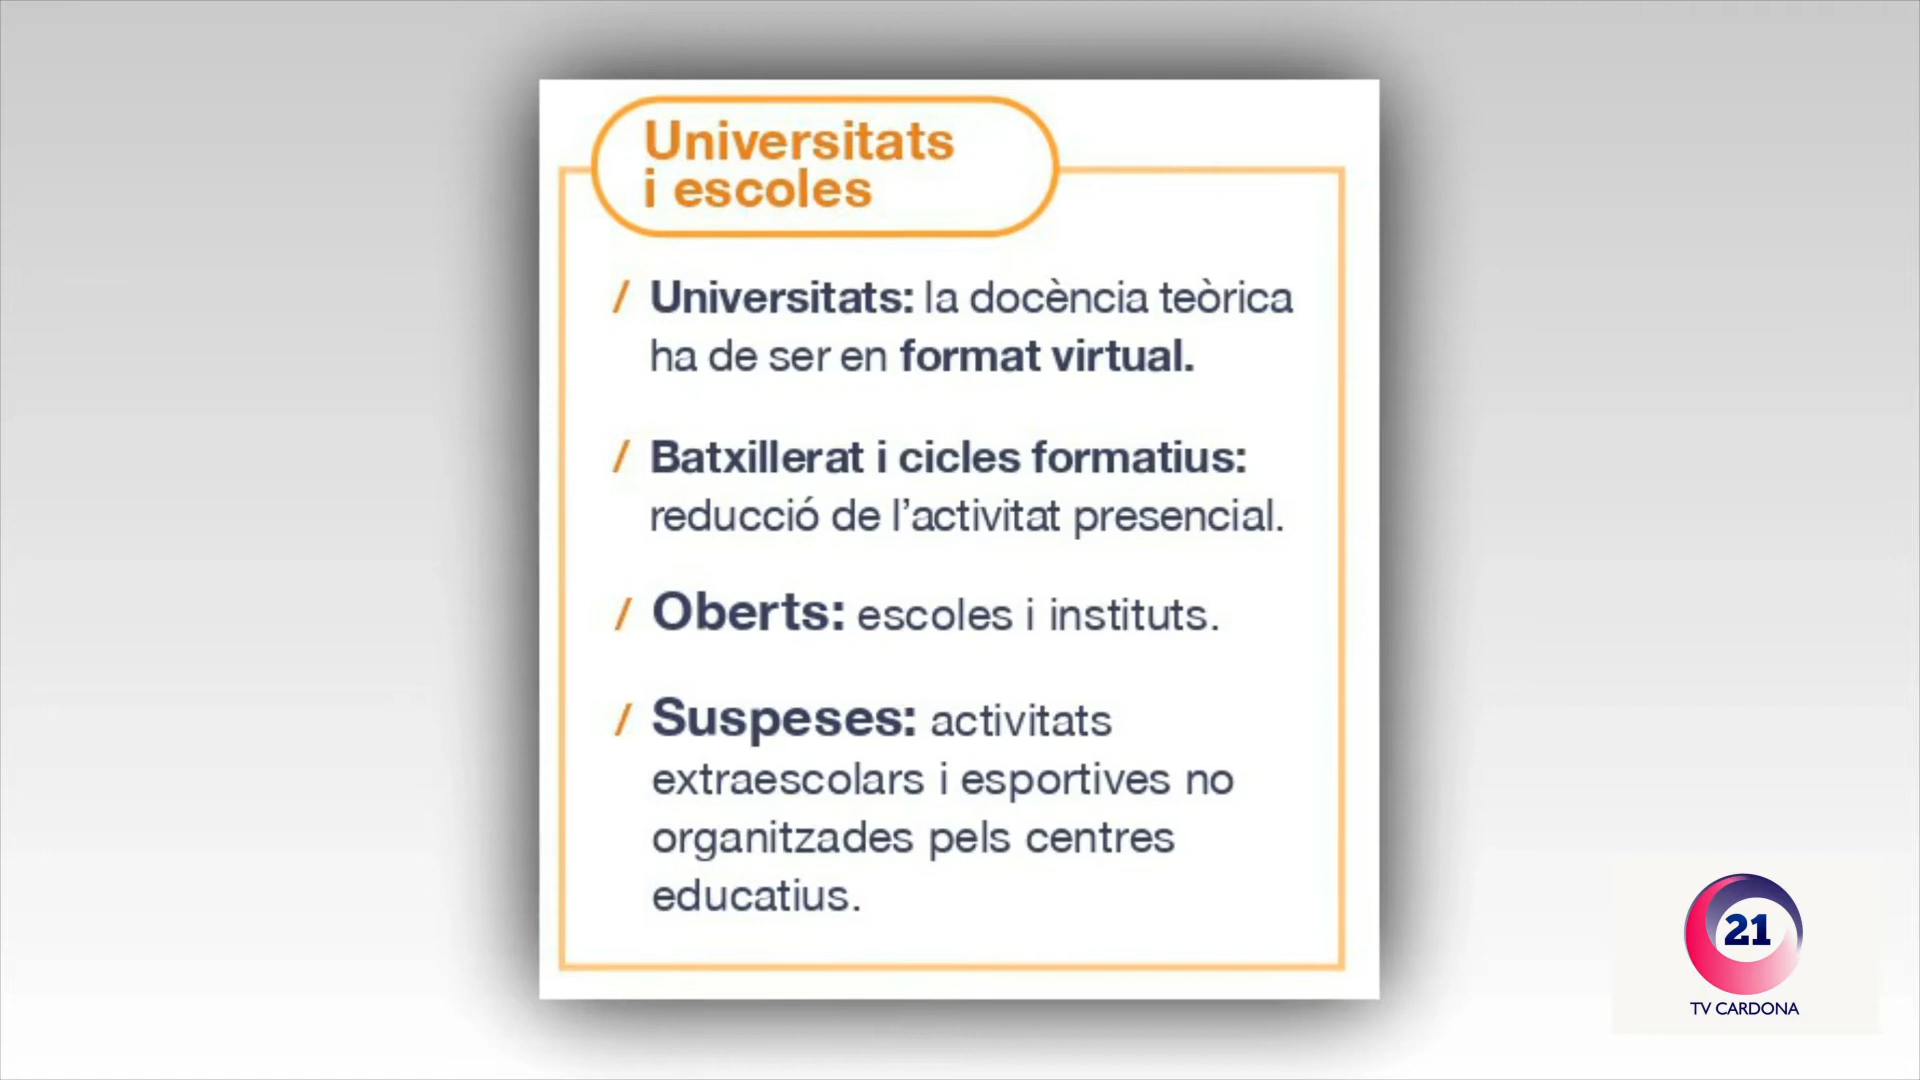 Universitats
i escoles
/ Universitats: la docència teòrica
ha de ser en format virtual.
/ Batxillerat i cicles formatius:
reducció de l’activitat presencial.
/ Oberts: escoles i instituts.
/ Suspeses: activitats
extraescolars i esportives no
organitzades pels centres
educatius.
21
TV CARDONA